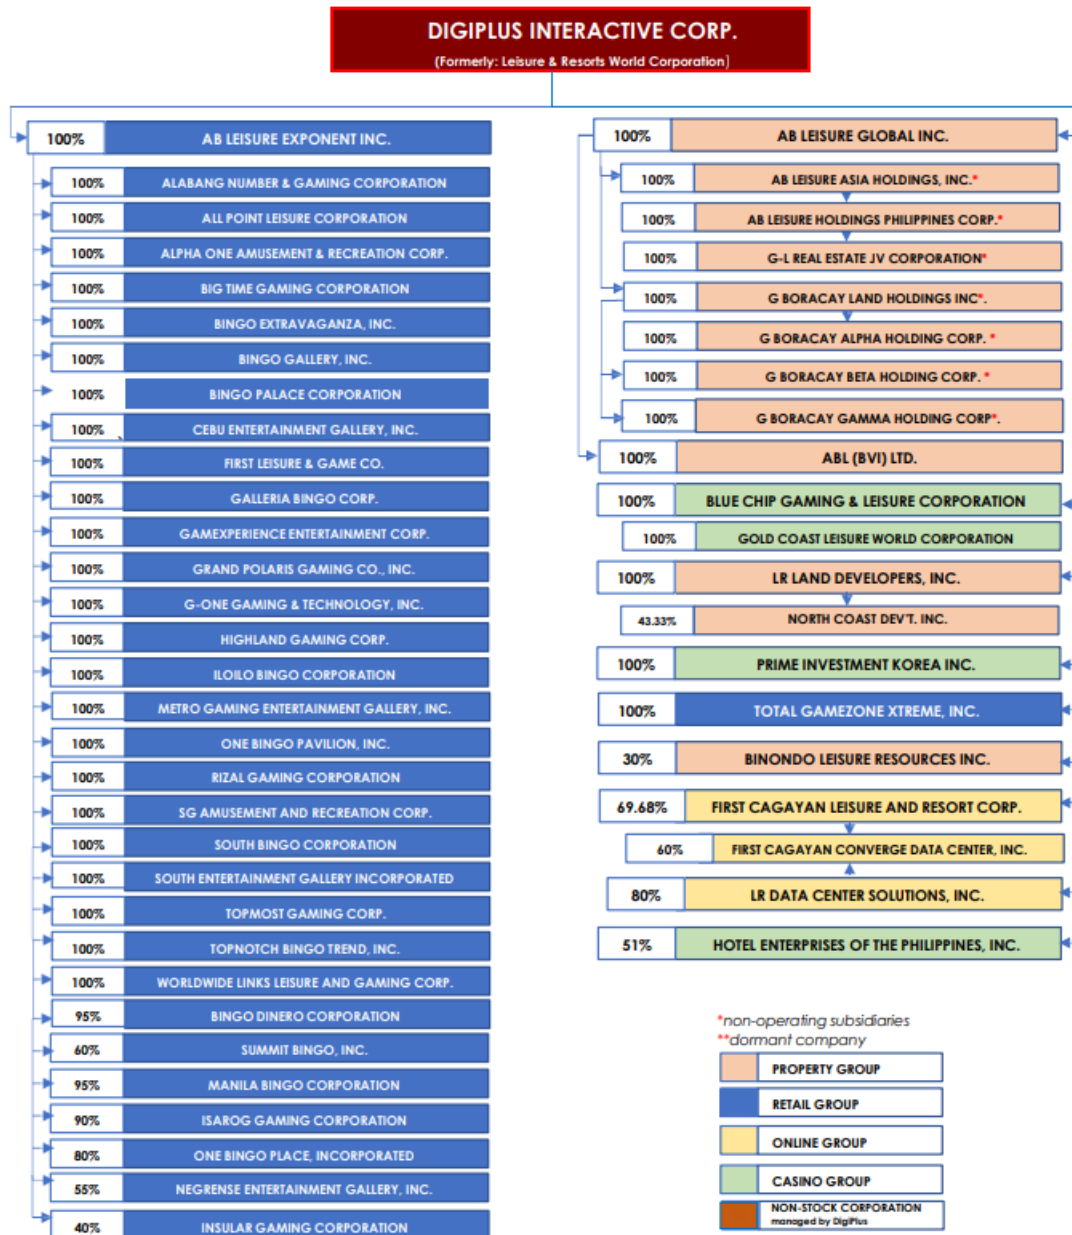 DIGIPLUS INTERACTIVE CORP.
(Formerly: Leisure & Resorts World Corporation)
100% AB LEISURE EXPONENT INC.
100% ALABANG NUMBER & GAMING CORPORATION
100% ALL POINT LEISURE CORPORATION
100% ALPHA ONE AMUSEMENT & RECREATION CORP.
100% BIG TIME GAMING CORPORATION
100% BINGO EXTRAVAGANZA, INC.
100% BINGO GALLERY, INC.
100% BINGO PALACE CORPORATION
100% CEBU ENTERTAINMENT GALLERY, INC.
100% FIRST LEISURE & GAME CO.
100% GALLERIA BINGO CORP.
100% GAMEXPERIENCE ENTERTAINMENT CORP.
100% GRAND POLARIS GAMING CO., INC.
100% G-ONE GAMING & TECHNOLOGY, INC.
100% HIGHLAND GAMING CORP.
100% ILOILO BINGO CORPORATION
100% METRO GAMING ENTERTAINMENT GALLERY, INC.
100% ONE BINGO PAVILION, INC.
100% RIZAL GAMING CORPORATION
100% SG AMUSEMENT AND RECREATION CORP.
100% SOUTH BINGO CORPORATION
100% SOUTH ENTERTAINMENT GALLERY INCORPORATED
100% TOPMOST GAMING CORP.
100% TOPNOTCH BINGO TREND, INC.
100% WORLDWIDE LINKS LEISURE AND GAMING CORP.
95% BINGO DINERO CORPORATION
60% SUMMIT BINGO, INC.
95% MANILA BINGO CORPORATION
90% ISAROG GAMING CORPORATION
80% ONE BINGO PLACE, INCORPORATED
55% NEGRENSE ENTERTAINMENT GALLERY, INC.
40% INSULAR GAMING CORPORATION
100% AB LEISURE GLOBAL INC.
100% AB LEISURE ASIA HOLDINGS, INC.*
100% AB LEISURE HOLDINGS PHILIPPINES CORP.*
100% G-L REAL ESTATE JV CORPORATION*
100% G BORACAY LAND HOLDINGS INC*.
100% G BORACAY ALPHA HOLDING CORP. *
100% G BORACAY BETA HOLDING CORP. *
100% G BORACAY GAMMA HOLDING CORP*.
100% ABL (BVI) LTD.
100% BLUE CHIP GAMING & LEISURE CORPORATION
100% GOLD COAST LEISURE WORLD CORPORATION
100% LR LAND DEVELOPERS, INC.
43.33% NORTH COAST DEV'T. INC.
100% PRIME INVESTMENT KOREA INC.
100% TOTAL GAMEZONE XTREME, INC.
30% BINONDO LEISURE RESOURCES INC.
69.68% FIRST CAGAYAN LEISURE AND RESORT CORP.
60% FIRST CAGAYAN CONVERGE DATA CENTER, INC.
80% LR DATA CENTER SOLUTIONS, INC.
51% HOTEL ENTERPRISES OF THE PHILIPPINES, INC.
*non-operating subsidiaries
**dormant company
PROPERTY GROUP
RETAIL GROUP
ONLINE GROUP
CASINO GROUP
NON-STOCK CORPORATION
managed by DigiPlus